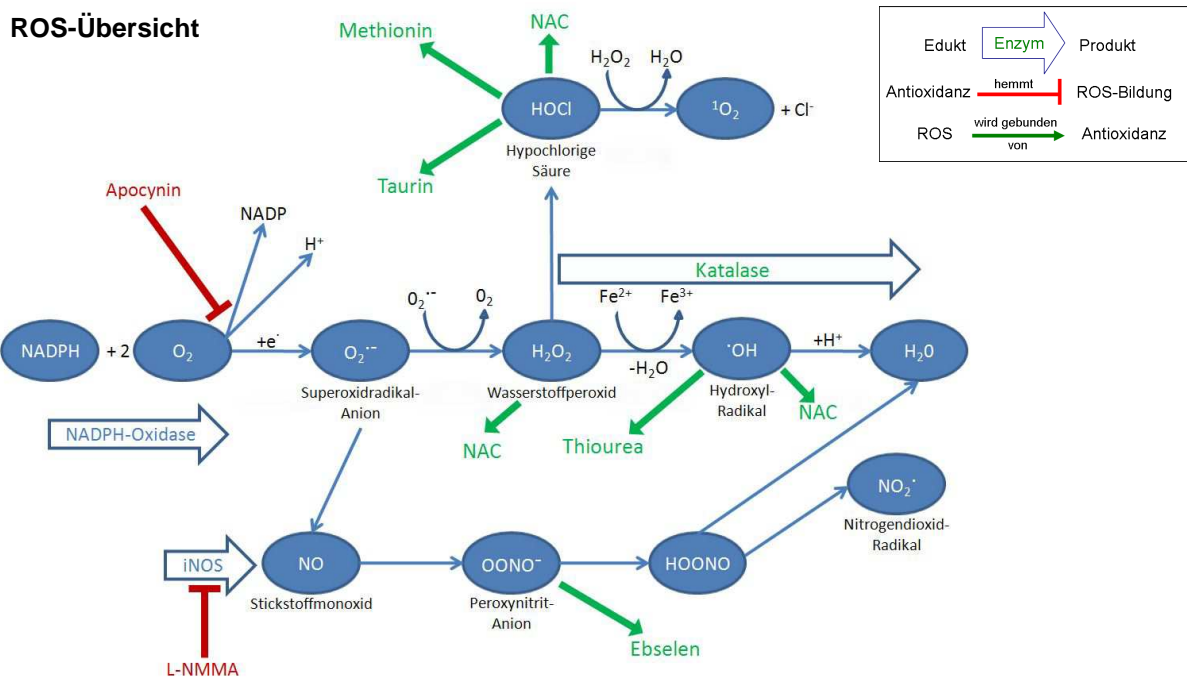 ROS-Übersicht
Edukt Enzym Produkt
Antioxidanz hemmt ROS-Bildung
ROS wird gebunden von Antioxidanz
Methionin
NAC
H₂O₂ H₂O
HOCl
¹O₂ + Cl⁻
Hypochlorige
Säure
Taurin
Apocynin
NADP
H⁺
Katalase
0₂·⁻ 0₂
Fe²⁺ Fe³⁺
NADPH + 2 O₂ +e· O₂·⁻ H₂O₂ -H₂O ·OH +H⁺ H₂0
Superoxidradikal-
Anion
Wasserstoffperoxid
Hydroxyl-
Radikal
NAC
Thiourea
NAC
NADPH-Oxidase
NO₂·
Nitrogendioxid-
Radikal
iNOS
NO
OONO⁻
HOONO
Stickstoffmonoxid
Peroxynitrit-
Anion
Ebselen
L-NMMA